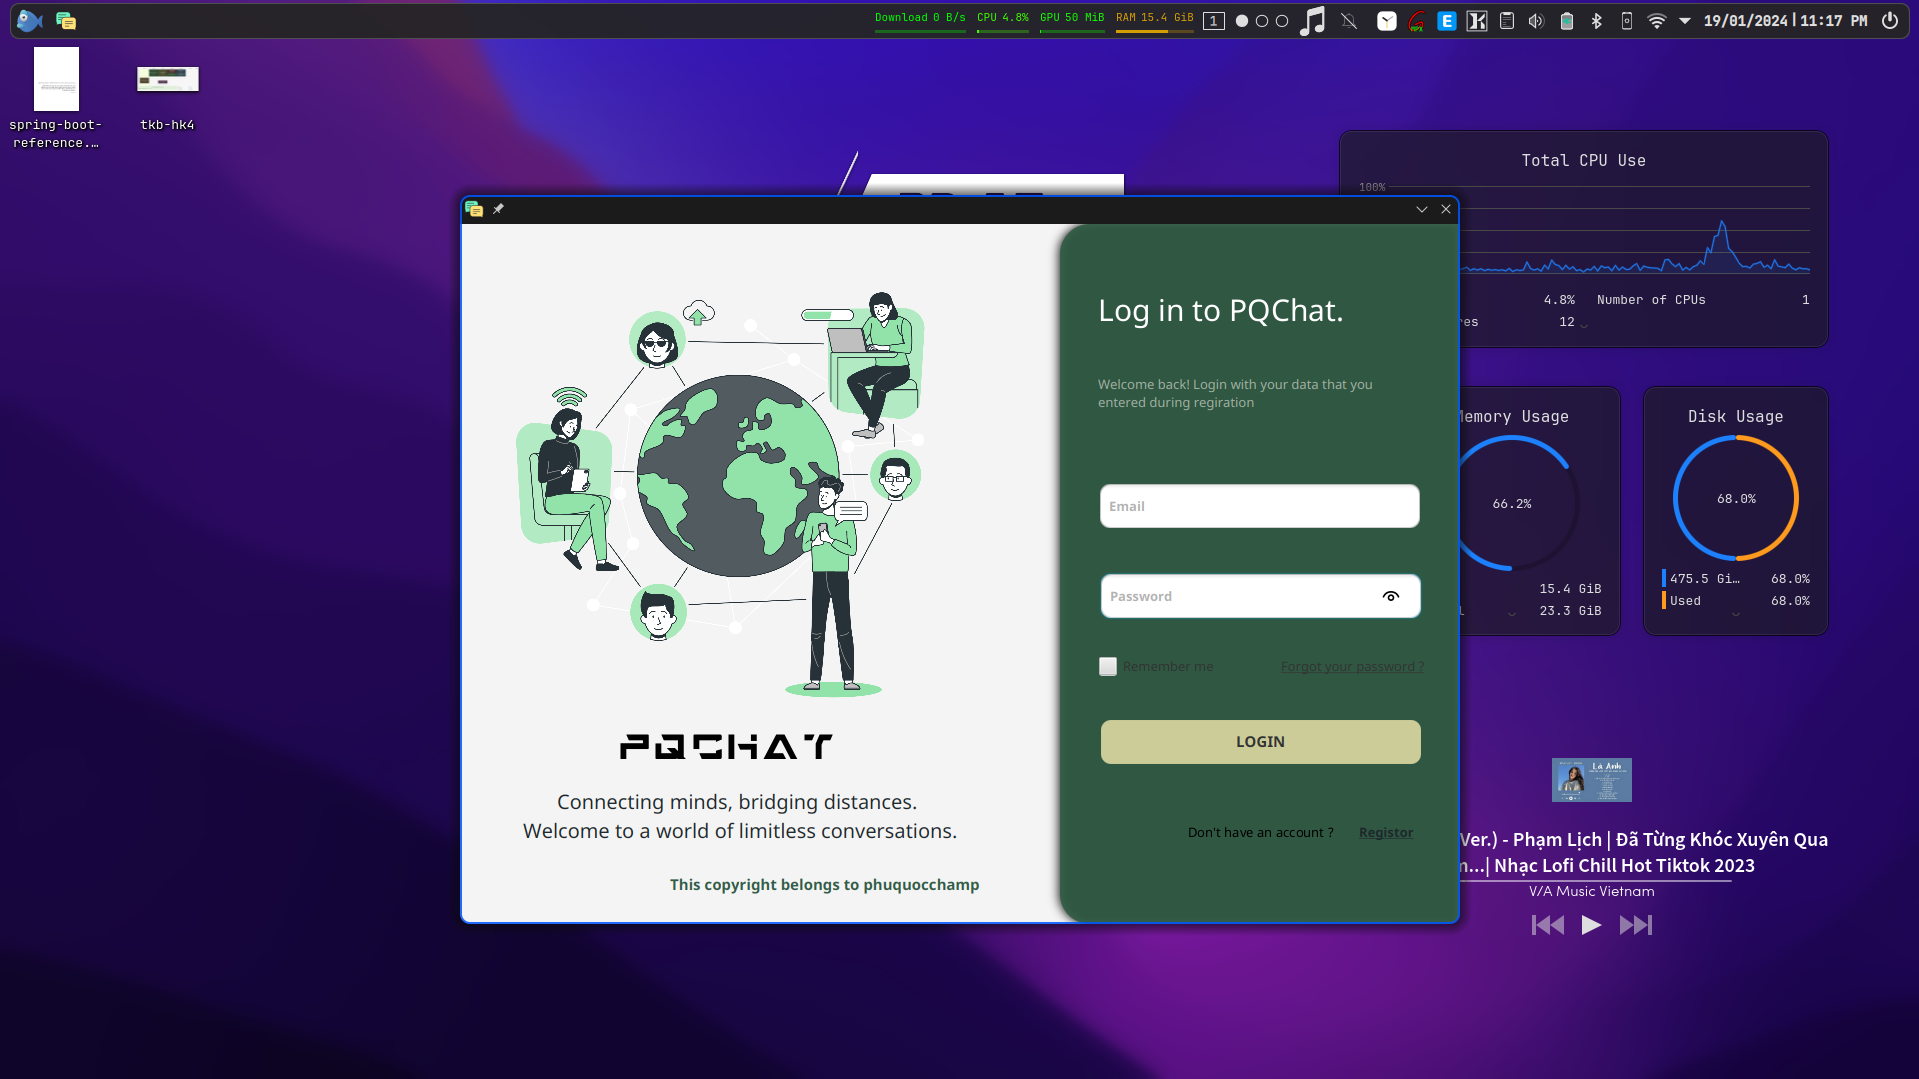 Download 0 B/s CPU 4.8% GPU 50 MiB RAM 15.4 GiB 1 E K 19/01/2024 | 11:17 PM
spring-boot-
reference....
tkb-hk4
Total CPU Use
100%
4.8% Number of CPUs 1
res 12
Log in to PQChat.
Welcome back! Login with your data that you
entered during regiration
Email
Password
Remember me Forgot your password ?
LOGIN
Don't have an account ? Registor
PQCHAT
Connecting minds, bridging distances.
Welcome to a world of limitless conversations.
This copyright belongs to phuquocchamp
Memory Usage
66.2%
15.4 GiB
23.3 GiB
Disk Usage
68.0%
475.5 Gi... 68.0%
Used 68.0%
Lá Anh
Ver.) - Phạm Lịch | Đã Từng Khóc Xuyên Qua
n...| Nhạc Lofi Chill Hot Tiktok 2023
V/A Music Vietnam